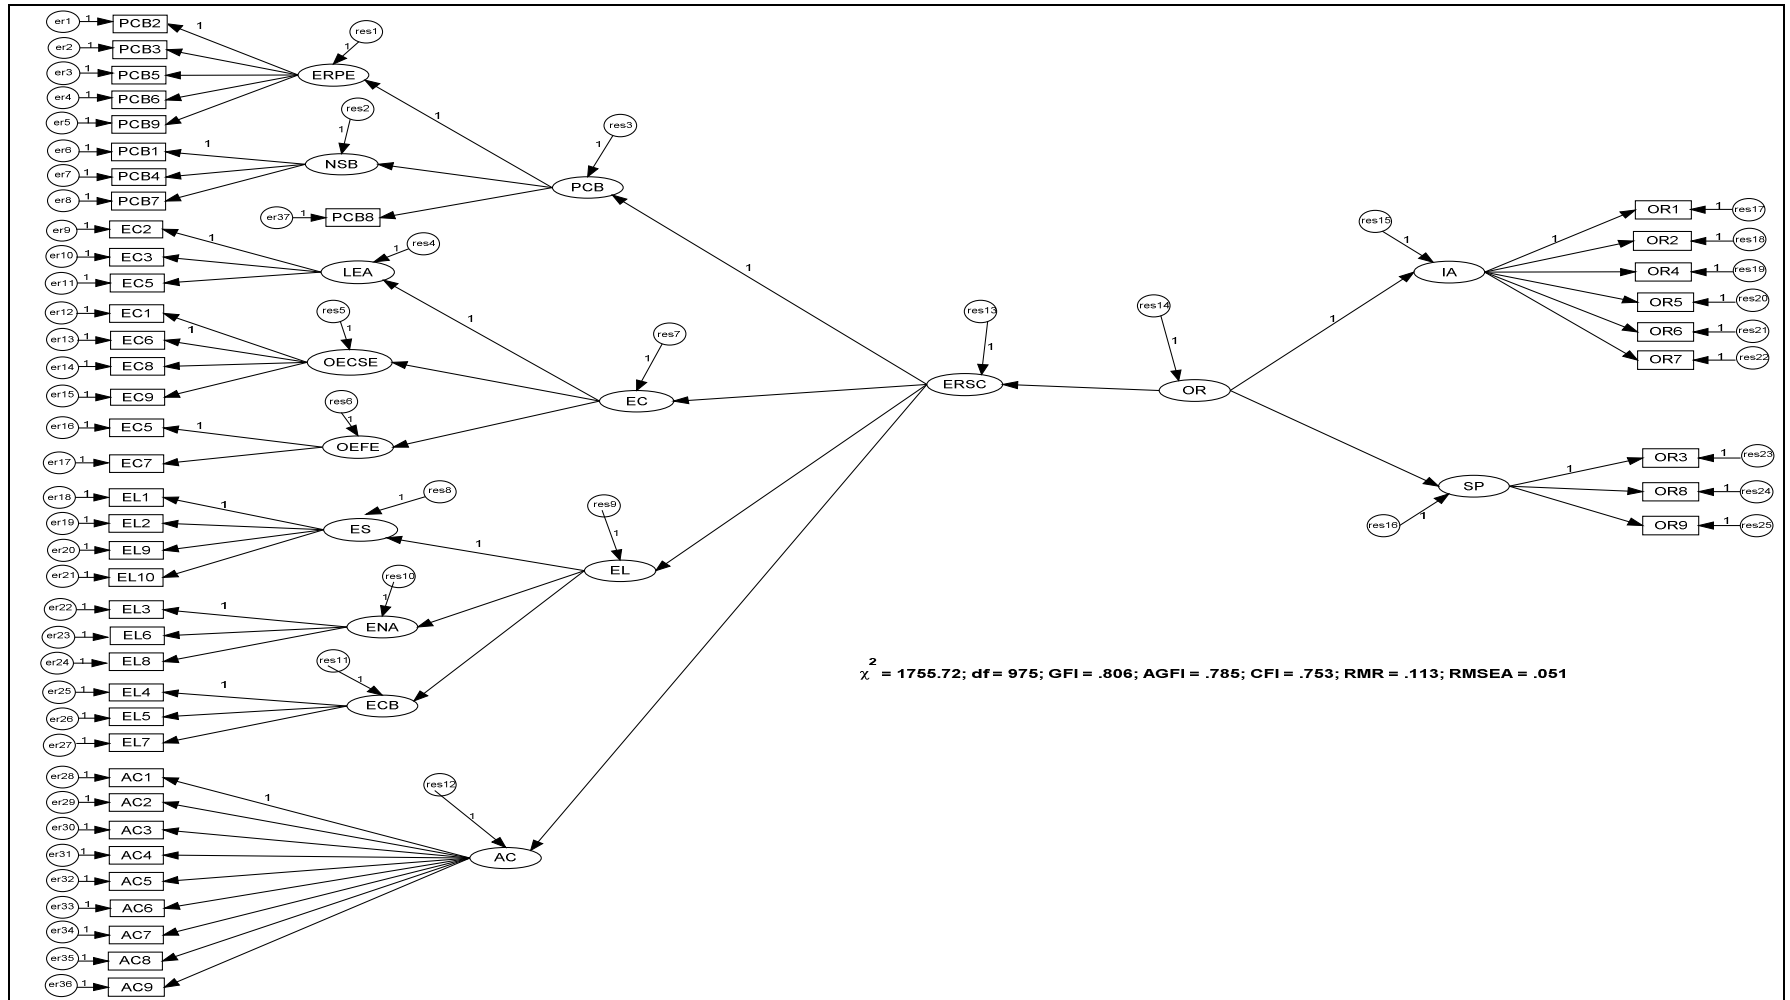 er1 1 PCB2 1
er2 1 PCB3
er3 1 PCB5
er4 1 PCB6
er5 1 PCB9
res1 1
ERPE
er6 1 PCB1 1
er7 1 PCB4
er8 1 PCB7
res2 1
NSB
er37 1 PCB8
1
res3 1
PCB
er9 1 EC2 1
er10 1 EC3
er11 1 EC5
res4 1
LEA
er12 1 EC1
er13 1 EC6 1
er14 1 EC8
er15 1 EC9
res5 1
OECSE
er16 1 EC5 1
er17 1 EC7
res6 1
OEFE
1
res7 1
EC
er18 1 EL1 1
er19 1 EL2
er20 1 EL9
er21 1 EL10
res8 1
ES
er22 1 EL3 1
er23 1 EL6
er24 1 EL8
res10 1
ENA
er25 1 EL4 1
er26 1 EL5
er27 1 EL7
res11 1
ECB
1
res9 1
EL
er28 1 AC1 1
er29 1 AC2
er30 1 AC3
er31 1 AC4
er32 1 AC5
er33 1 AC6
er34 1 AC7
er35 1 AC8
er36 1 AC9
res12 1
AC
1
res13 1
ERSC
res14 1
OR
1
res15 1
IA
1 OR1 1 res17
OR2 1 res18
OR4 1 res19
OR5 1 res20
OR6 1 res21
OR7 1 res22
SP
res16 1
1 OR3 1 res23
OR8 1 res24
OR9 1 res25
χ2 = 1755.72; df = 975; GFI = .806; AGFI = .785; CFI = .753; RMR = .113; RMSEA = .051